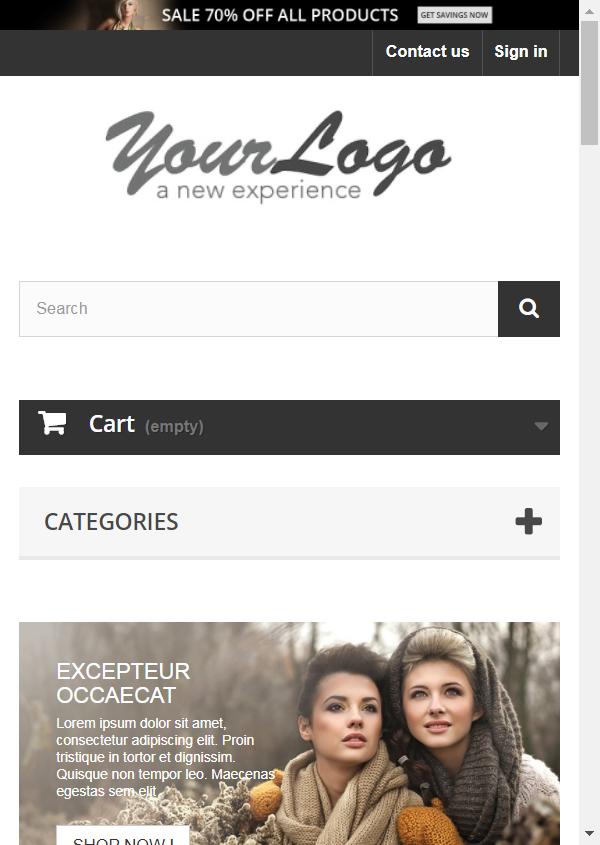 SALE 70% OFF ALL PRODUCTS GET SAVINGS NOW
Contact us Sign in
YourLogo
a new experience
Search
Cart (empty)
CATEGORIES
EXCEPTEUR
OCCAECAT
Lorem ipsum dolor sit amet,
consectetur adipiscing elit. Proin
tristique in tortor et dignissim.
Quisque non tempor leo. Maecenas
egestas sem elit
SHOP NOW !